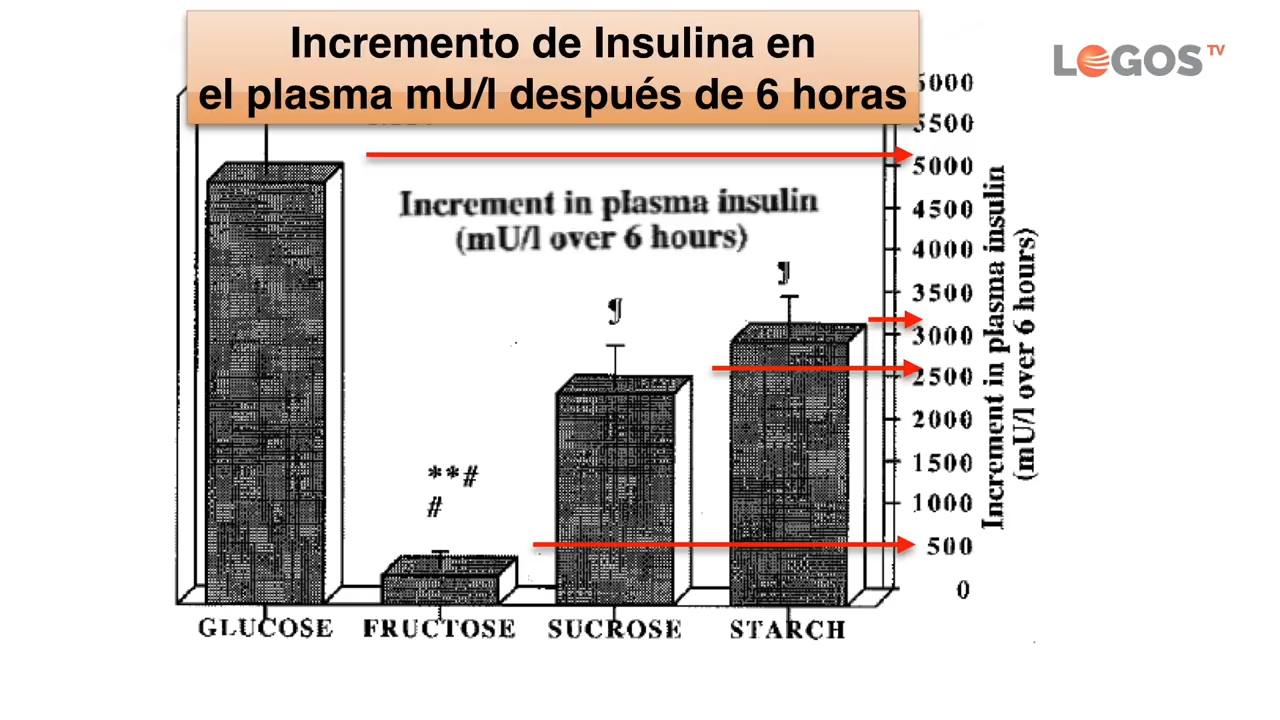 Incremento de Insulina en
el plasma mU/l después de 6 horas
LOGOS TV
Increment in plasma insulin
(mU/l over 6 hours)
¶
¶
**#
#
5500
5000
4500
4000
3500
3000
2500
2000
1500
1000
500
0
Increment in plasma insulin
(mU/l over 6 hours)
GLUCOSE FRUCTOSE SUCROSE STARCH